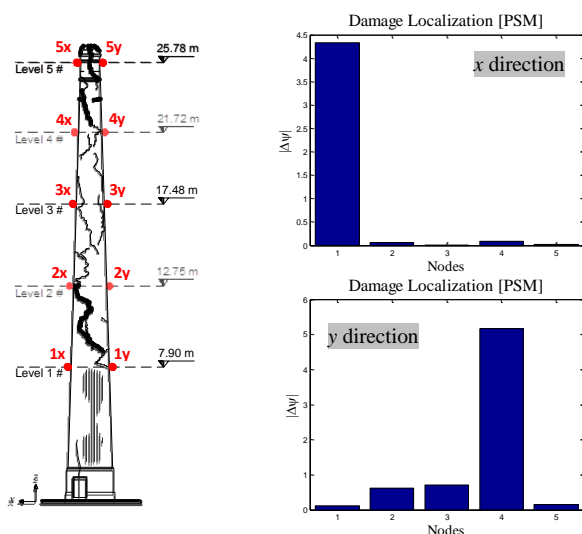 5x 5y 25.78 m
Level 5 #
4x 4y 21.72 m
Level 4 #
3x 3y 17.48 m
Level 3 #
2x 2y 12.75 m
Level 2 #
1x 1y 7.90 m
Level 1 #
Damage Localization [PSM]
x direction
|Δψ|
4.5
4
3.5
3
2.5
2
1.5
1
0.5
0
1 2 3 4 5
Nodes
Damage Localization [PSM]
y direction
|Δψ|
6
5
4
3
2
1
0
1 2 3 4 5
Nodes